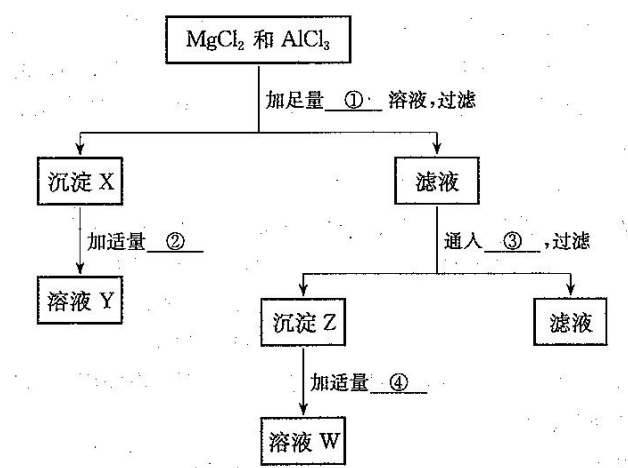 MgCl₂ 和 AlCl₃
加足量 ① 溶液,过滤
沉淀 X
滤液
加适量 ②
通入 ③ ,过滤
溶液 Y
沉淀 Z
滤液
加适量 ④
溶液 W